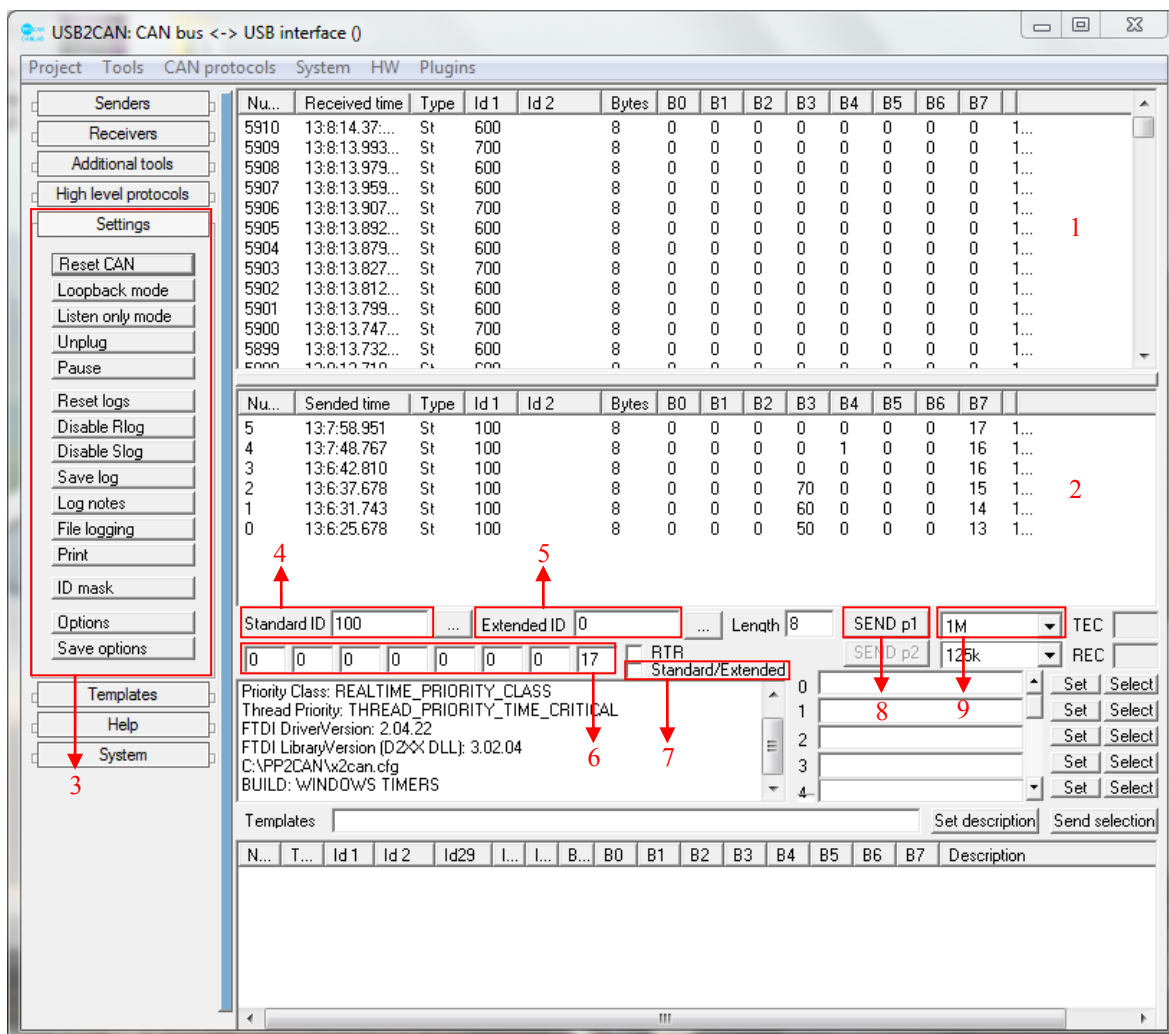 USB2CAN: CAN bus <-> USB interface ()
Project Tools CAN protocols System HW Plugins
Senders
Receivers
Additional tools
High level protocols
Settings
Reset CAN
Loopback mode
Listen only mode
Unplug
Pause
Reset logs
Disable Rlog
Disable Slog
Save log
Log notes
File logging
Print
ID mask
Options
Save options
Templates
Help
System
3
Nu... Received time Type Id 1 Id 2 Bytes B0 B1 B2 B3 B4 B5 B6 B7
5910 13:8:14.37:... St 600 8 0 0 0 0 0 0 0 0 1...
5909 13:8:13.993... St 700 8 0 0 0 0 0 0 0 0 1...
5908 13:8:13.979... St 600 8 0 0 0 0 0 0 0 0 1...
5907 13:8:13.959... St 600 8 0 0 0 0 0 0 0 0 1...
5906 13:8:13.907... St 700 8 0 0 0 0 0 0 0 0 1...
5905 13:8:13.892... St 600 8 0 0 0 0 0 0 0 0 1...
5904 13:8:13.879... St 600 8 0 0 0 0 0 0 0 0 1...
5903 13:8:13.827... St 700 8 0 0 0 0 0 0 0 0 1...
5902 13:8:13.812... St 600 8 0 0 0 0 0 0 0 0 1...
5901 13:8:13.799... St 600 8 0 0 0 0 0 0 0 0 1...
5900 13:8:13.747... St 700 8 0 0 0 0 0 0 0 0 1...
5899 13:8:13.732... St 600 8 0 0 0 0 0 0 0 0 1...
1
Nu... Sended time Type Id 1 Id 2 Bytes B0 B1 B2 B3 B4 B5 B6 B7
5 13:7:58.951 St 100 8 0 0 0 0 0 0 0 17 1...
4 13:7:48.767 St 100 8 0 0 0 0 1 0 0 16 1...
3 13:6:42.810 St 100 8 0 0 0 0 0 0 0 16 1...
2 13:6:37.678 St 100 8 0 0 0 70 0 0 0 15 1...
1 13:6:31.743 St 100 8 0 0 0 60 0 0 0 14 1...
0 13:6:25.678 St 100 8 0 0 0 50 0 0 0 13 1...
2
4 5
Standard ID 100 ... Extended ID 0 ... Length 8 SEND p1 1M TEC
0 0 0 0 0 0 0 17 RTR SEND p2 125k REC
Standard/Extended
Priority Class: REALTIME_PRIORITY_CLASS
Thread Priority: THREAD_PRIORITY_TIME_CRITICAL
FTDI DriverVersion: 2.04.22
FTDI LibraryVersion (D2XX DLL): 3.02.04
C:\PP2CAN\x2can.cfg
BUILD: WINDOWS TIMERS
6 7 8 9
0 Set Select
1 Set Select
2 Set Select
3 Set Select
4 Set Select
Templates Set description Send selection
N... T... Id 1 Id 2 Id29 I... I... B... B0 B1 B2 B3 B4 B5 B6 B7 Description